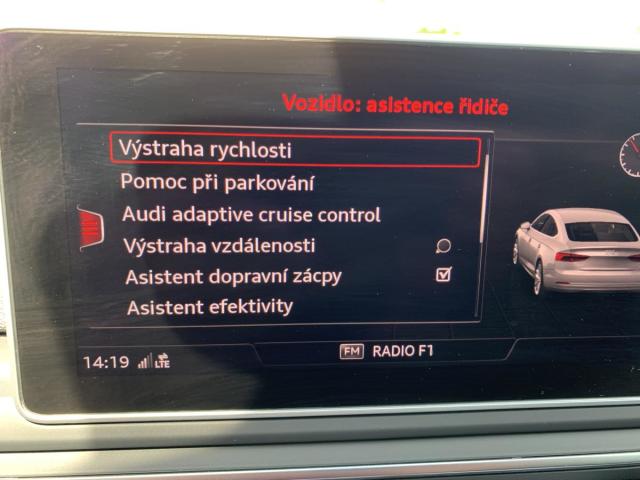 Vozidlo: asistence řidiče
Výstraha rychlosti
Pomoc při parkování
Audi adaptive cruise control
Výstraha vzdálenosti
Asistent dopravní zácpy
Asistent efektivity
14:19 LTE
FM RADIO F1